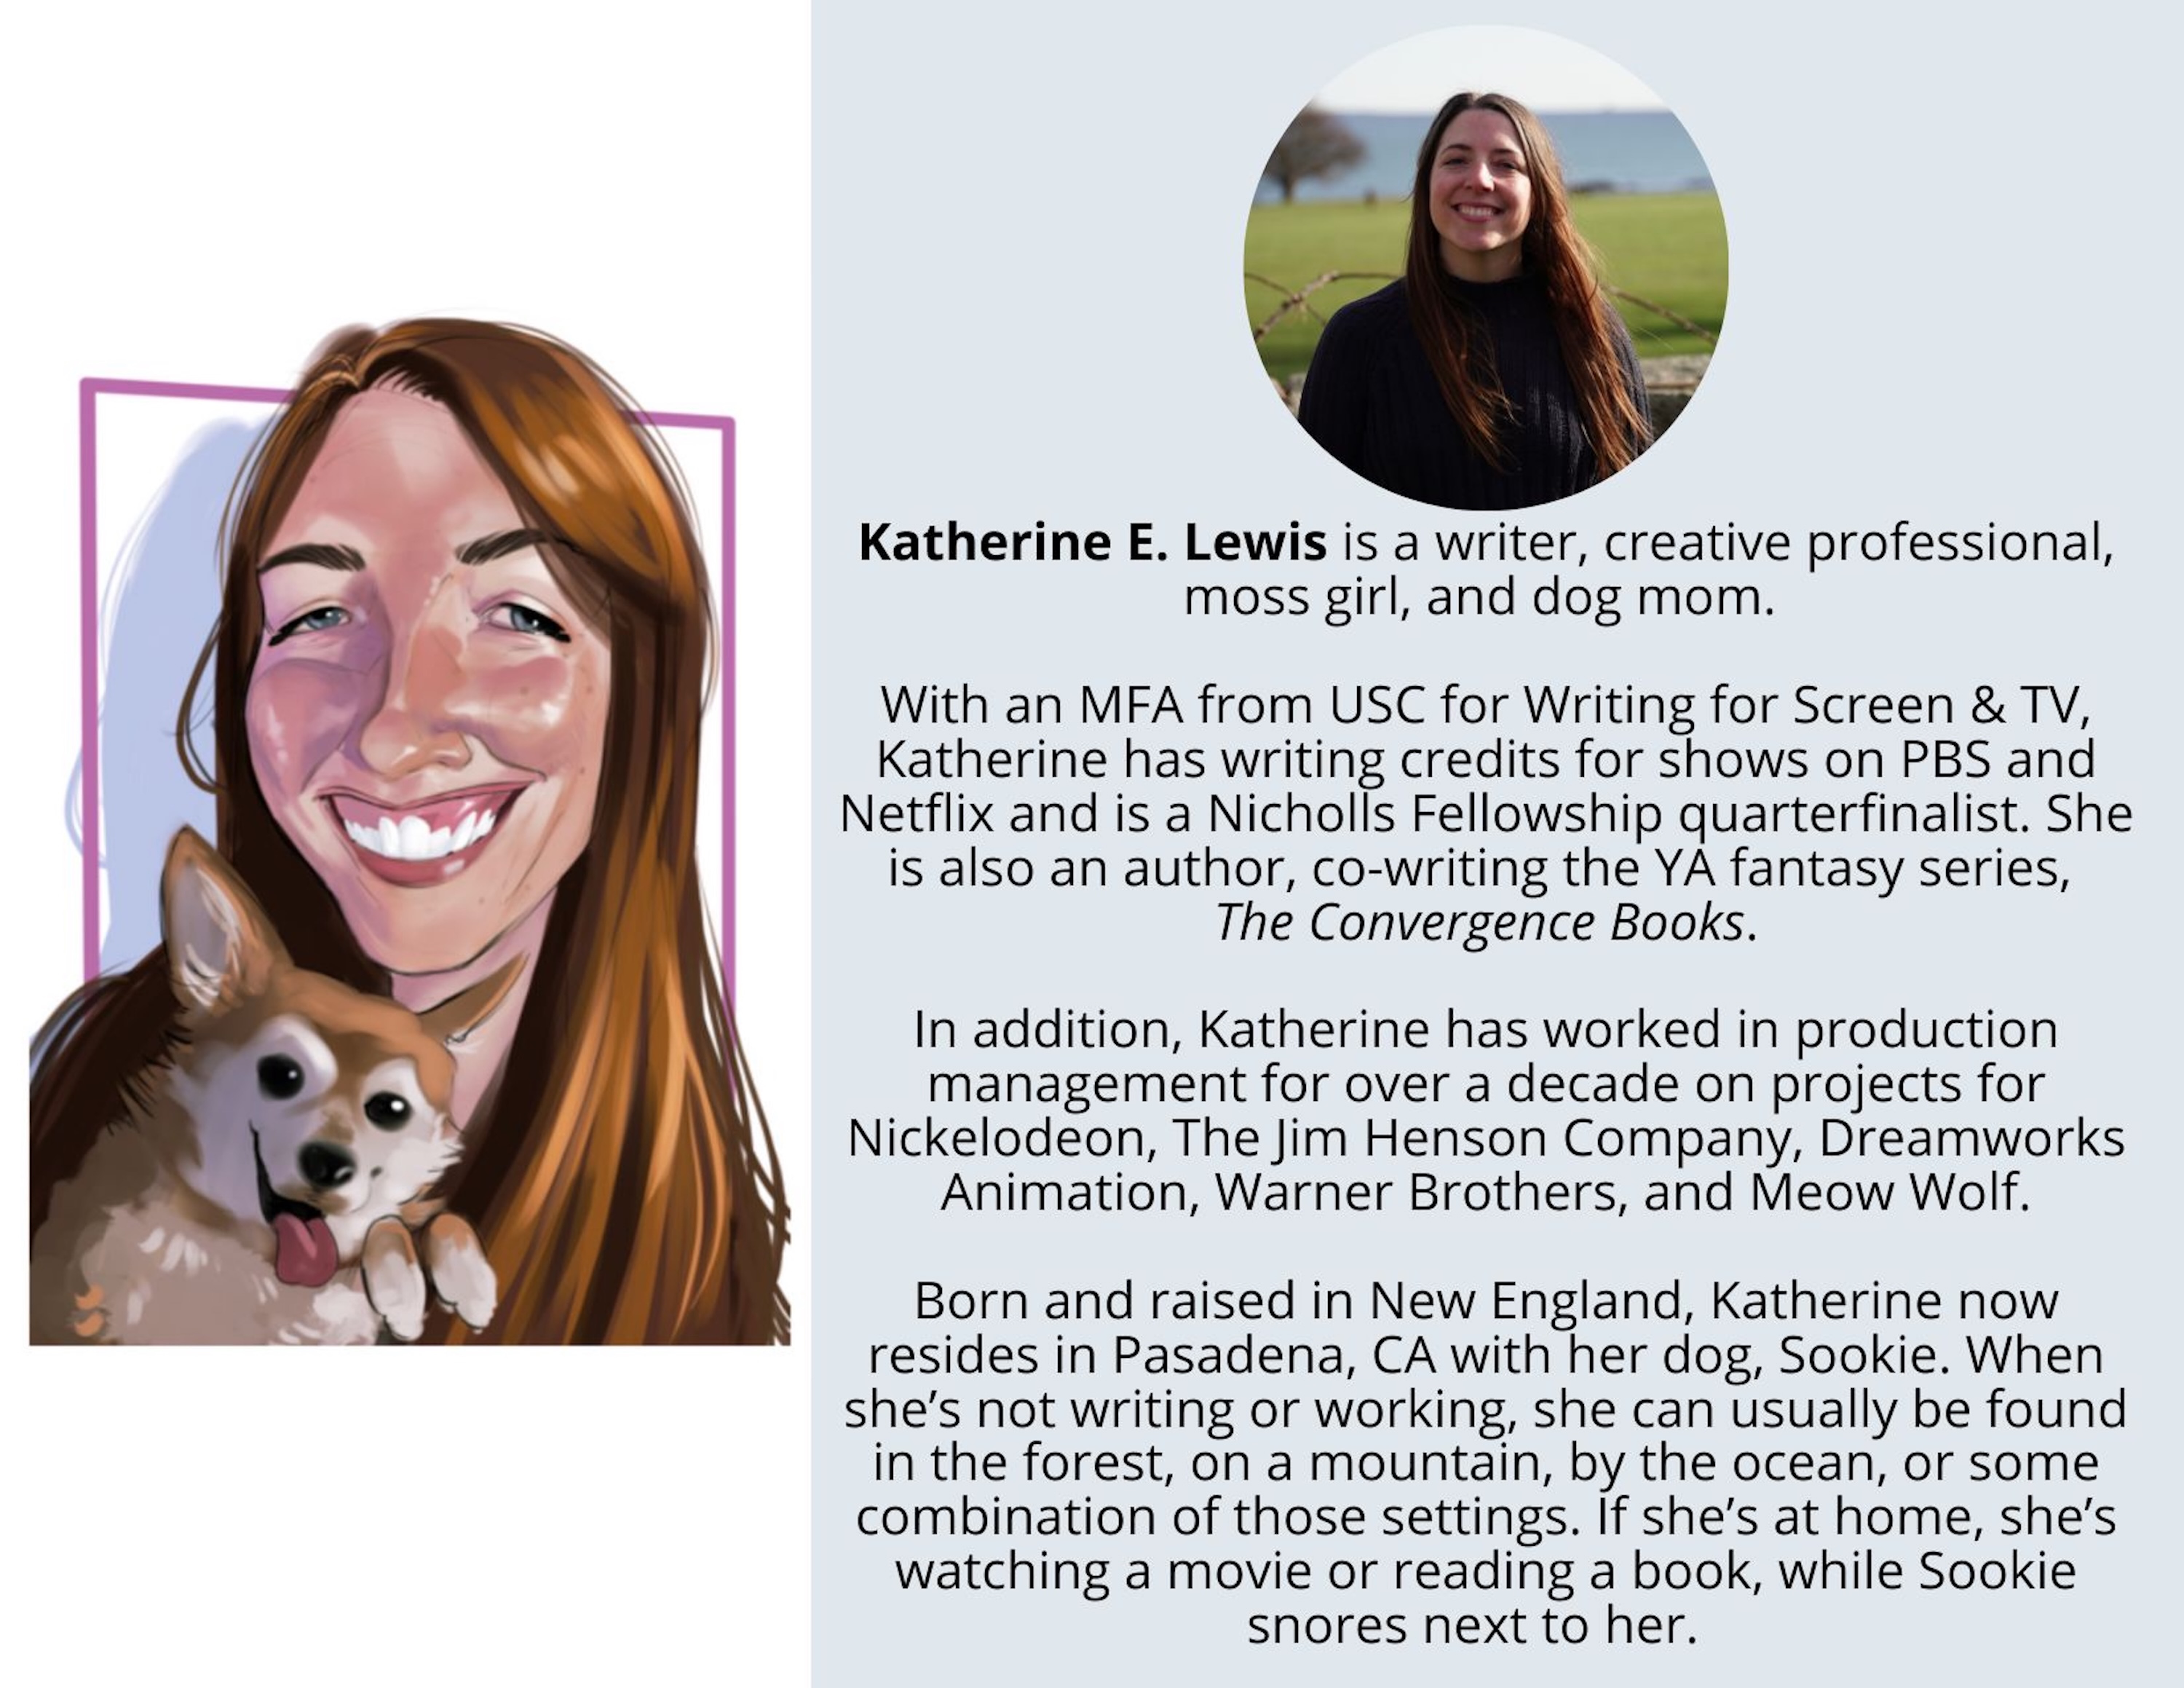 Katherine E. Lewis is a writer, creative professional,
moss girl, and dog mom.
With an MFA from USC for Writing for Screen & TV,
Katherine has writing credits for shows on PBS and
Netflix and is a Nicholls Fellowship quarterfinalist. She
is also an author, co-writing the YA fantasy series,
The Convergence Books.
In addition, Katherine has worked in production
management for over a decade on projects for
Nickelodeon, The Jim Henson Company, Dreamworks
Animation, Warner Brothers, and Meow Wolf.
Born and raised in New England, Katherine now
resides in Pasadena, CA with her dog, Sookie. When
she’s not writing or working, she can usually be found
in the forest, on a mountain, by the ocean, or some
combination of those settings. If she’s at home, she’s
watching a movie or reading a book, while Sookie
snores next to her.